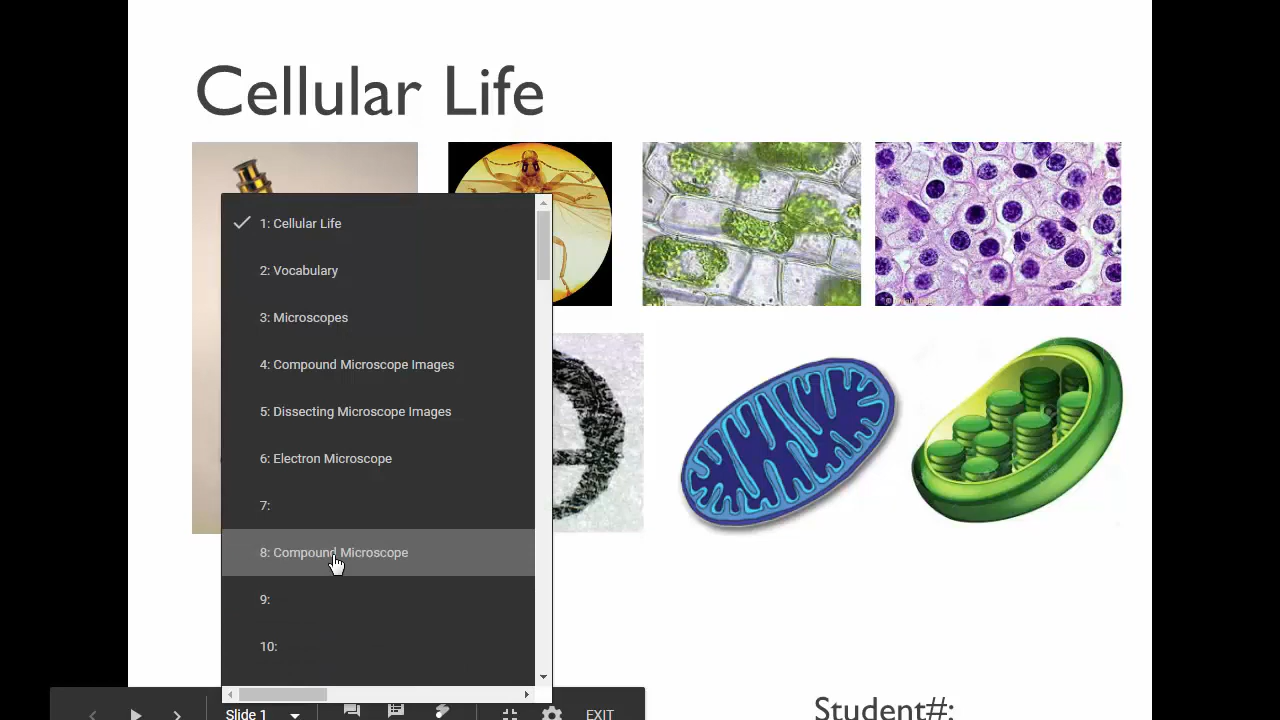 Cellular Life
1: Cellular Life
2: Vocabulary
3: Microscopes
4: Compound Microscope Images
5: Dissecting Microscope Images
6: Electron Microscope
7:
8: Compound Microscope
9:
10:
Student#:
Slide 1
EXIT